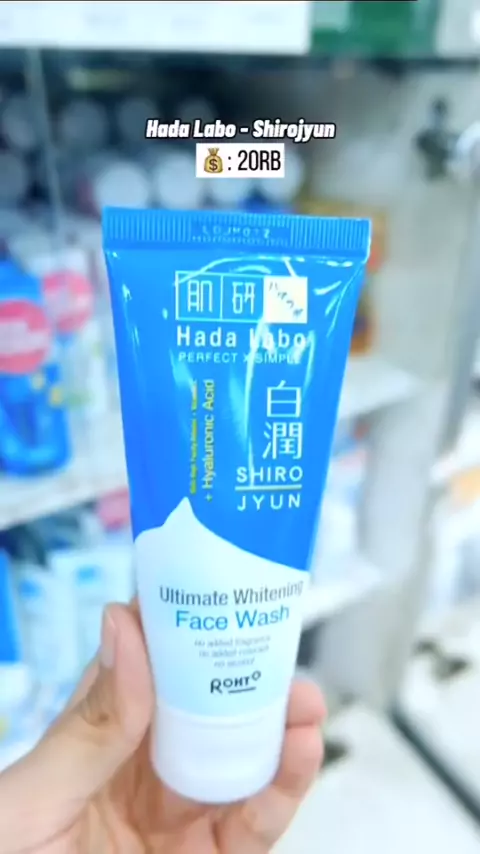 Hada Labo - Shirojyun
💰: 20RB
肌研
Hada Labo
PERFECT X SIMPLE
白潤
SHIRO
JYUN
+ Hyaluronic Acid
Ultimate Whitening
Face Wash
no added fragrance
no added colorant
no alcohol
ROHTO